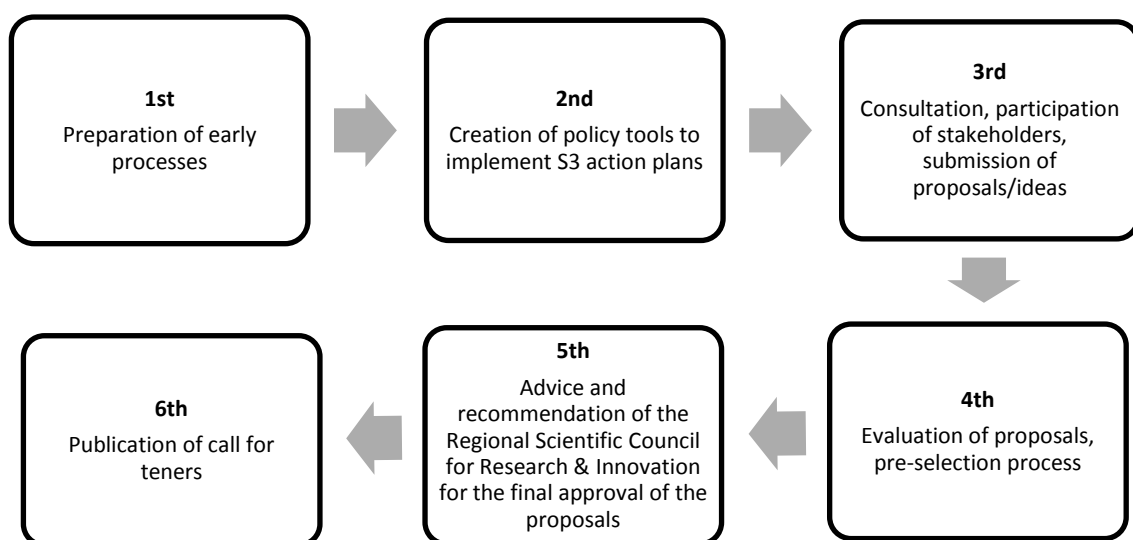 1st
Preparation of early
processes
2nd
Creation of policy tools to
implement S3 action plans
3rd
Consultation, participation
of stakeholders,
submission of
proposals/ideas
4th
Evaluation of proposals,
pre-selection process
5th
Advice and
recommendation of the
Regional Scientific Council
for Research & Innovation
for the final approval of the
proposals
6th
Publication of call for
teners